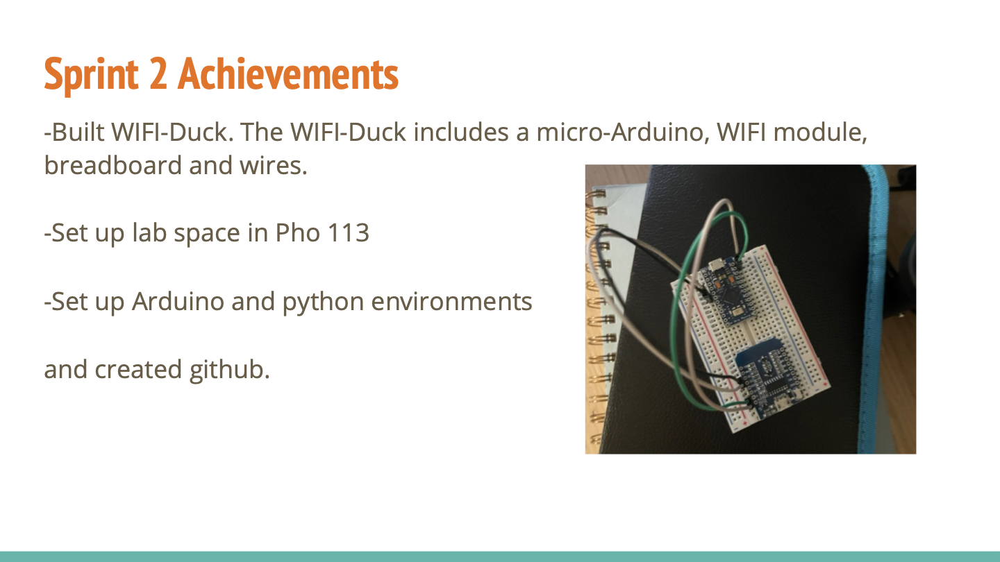 Sprint 2 Achievements
-Built WIFI-Duck. The WIFI-Duck includes a micro-Arduino, WIFI module,
breadboard and wires.
-Set up lab space in Pho 113
-Set up Arduino and python environments
and created github.